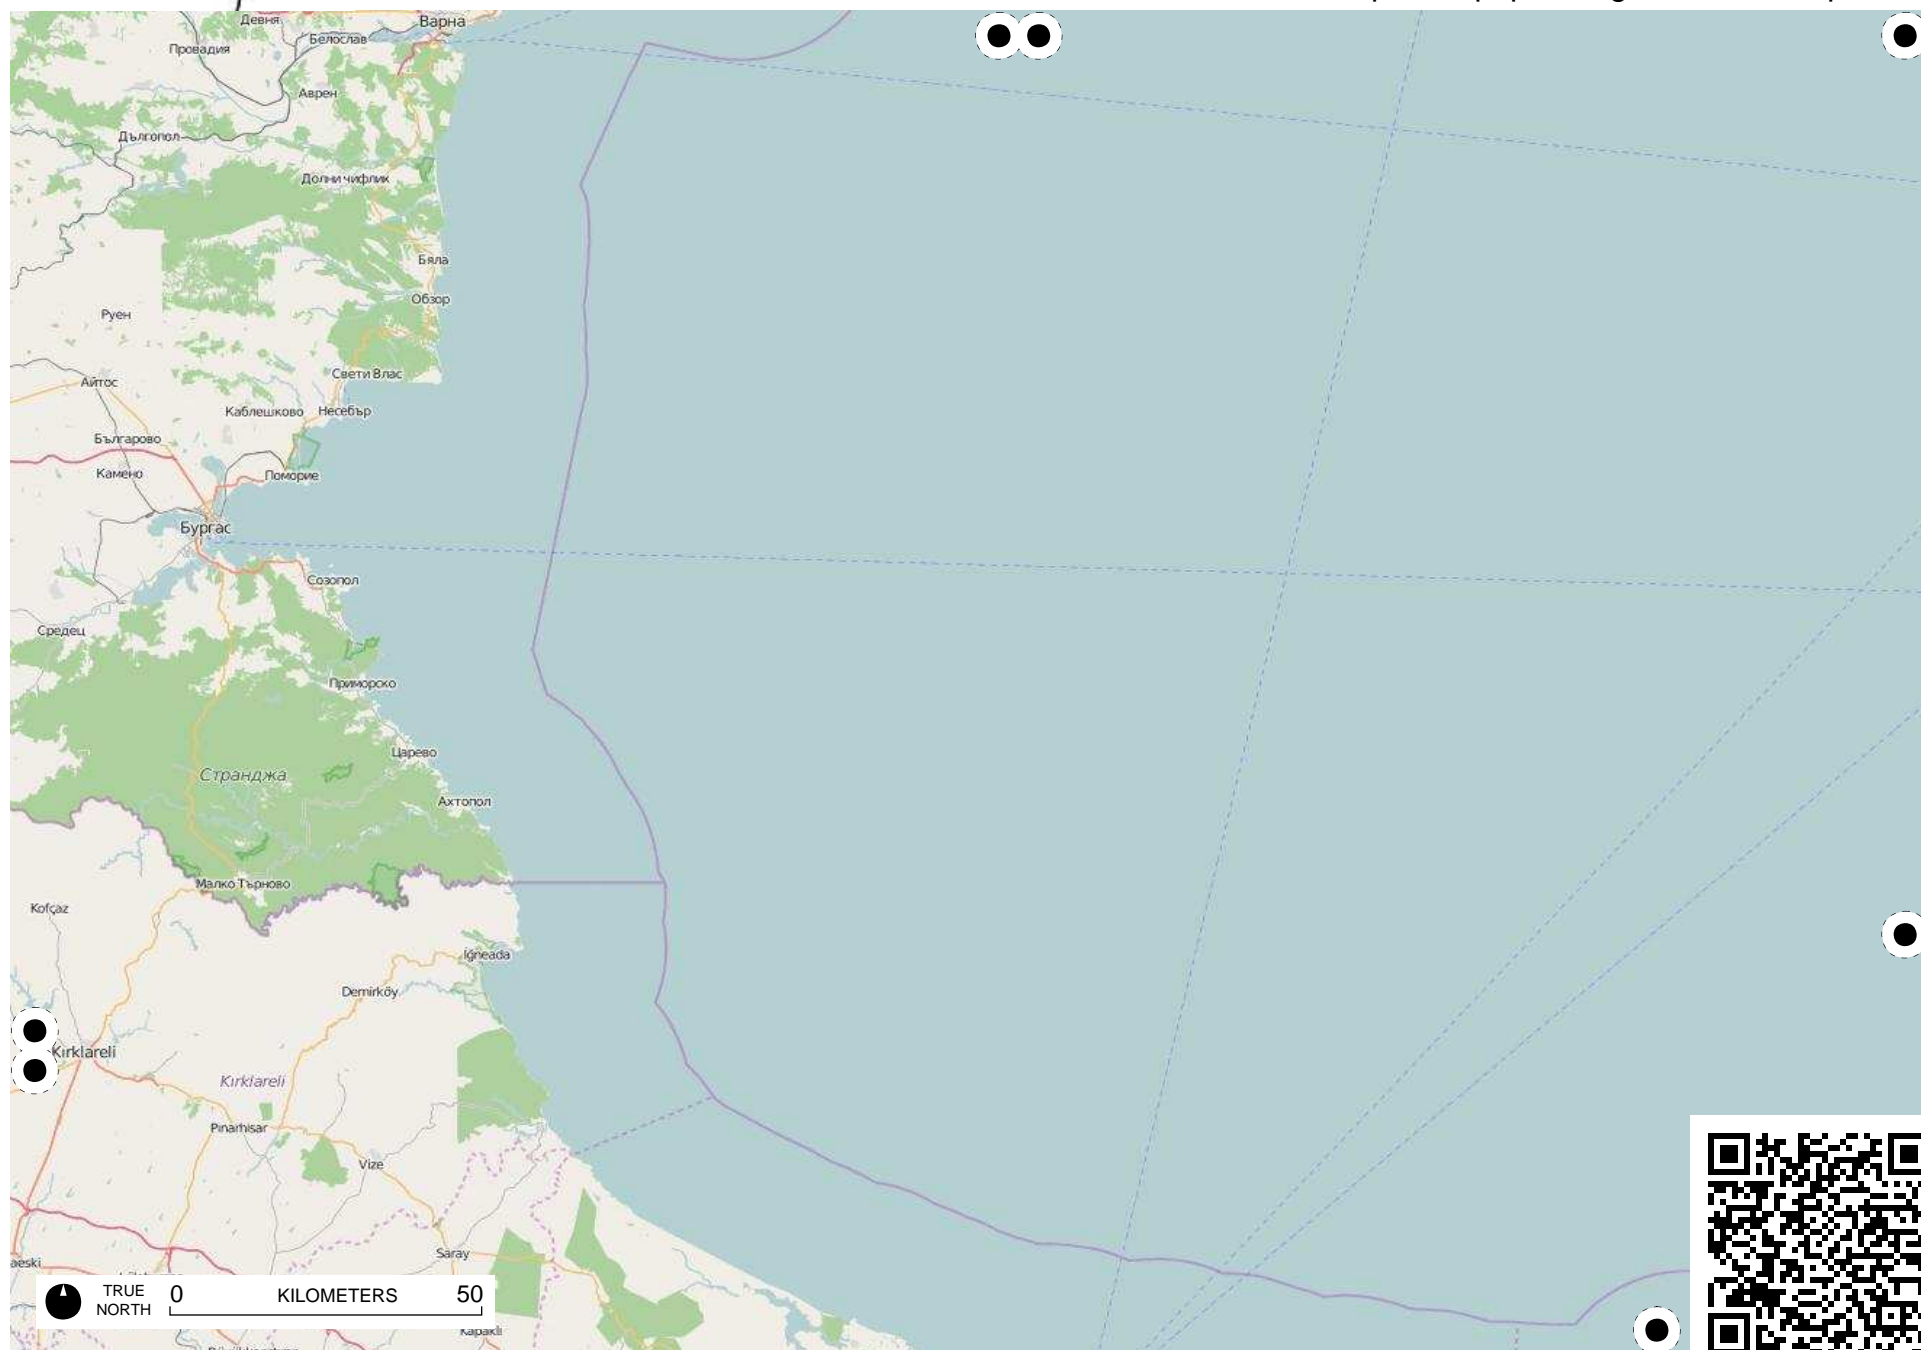 Девня
Варна
Белослав
Провадия
Аврен
Дългопол
Долни чифлик
Бяла
Обзор
Руен
Свети Влас
Айтос
Каблешково
Несебър
Българово
Камено
Поморие
Бургас
Созопол
Средец
Приморско
Царево
Странджа
Ахтопол
Малко Търново
Kofçaz
İğneada
Demirköy
Kırklareli
Kırklareli
Pınarhisar
Vize
Saray
aeski
TRUE NORTH
0 KILOMETERS 50
Kapaklı